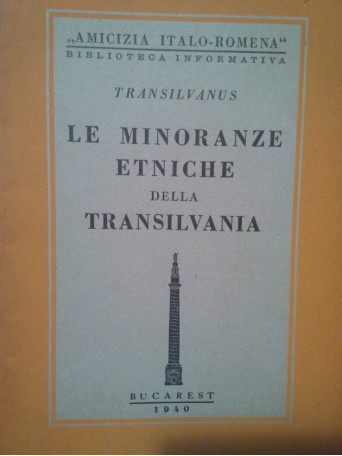 „AMICIZIA ITALO-ROMENA“
BIBLIOTECA INFORMATIVA
TRANSILVANUS
LE MINORANZE
ETNICHE
DELLA
TRANSILVANIA
BUCAREST
1940